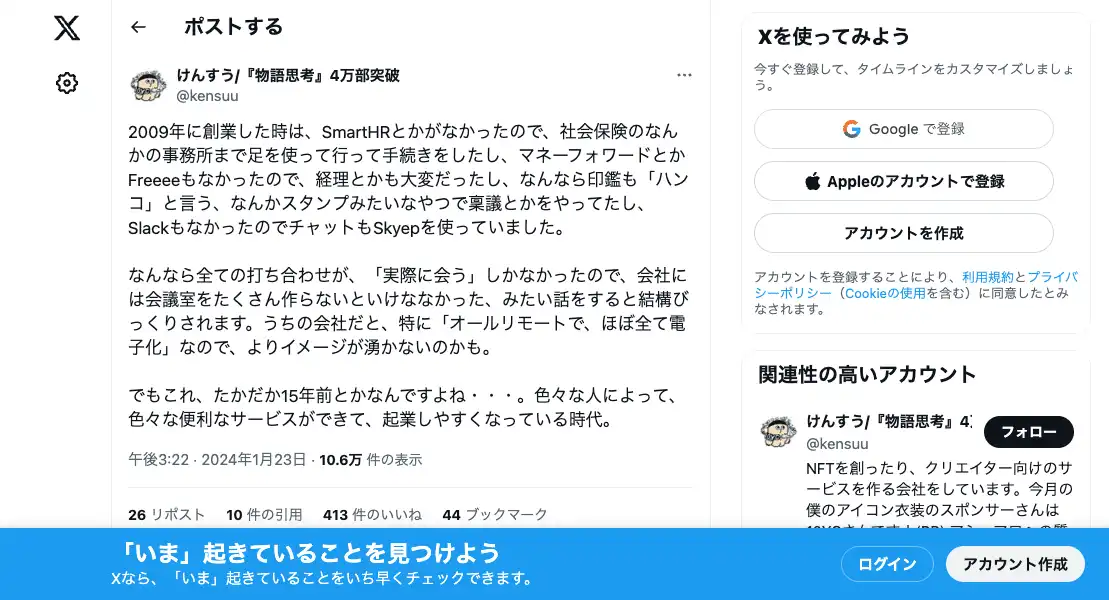 ポストする
けんすう/『物語思考』4万部突破
@kensuu
2009年に創業した時は、SmartHRとかがなかったので、社会保険のなん
かの事務所まで足を使って行って手続きをしたし、マネーフォワードとか
Freeeeもなかったので、経理とかも大変だったし、なんなら印鑑も「ハン
コ」と言う、なんかスタンプみたいなやつで稟議とかをやってたし、
SlackもなかったのでチャットもSkyepを使っていました。
なんなら全ての打ち合わせが、「実際に会う」しかなかったので、会社に
は会議室をたくさん作らないといけななかった、みたい話をすると結構び
っくりされます。うちの会社だと、特に「オールリモートで、ほぼ全て電
子化」なので、よりイメージが湧かないのかも。
でもこれ、たかだか15年前とかなんですよね・・・。色々な人によって、
色々な便利なサービスができて、起業しやすくなっている時代。
午後3:22 · 2024年1月23日 · 10.6万 件の表示
26 リポスト 10 件の引用 413 件のいいね 44 ブックマーク
Xを使ってみよう
今すぐ登録して、タイムラインをカスタマイズしましょ
う。
Google で登録
Appleのアカウントで登録
アカウントを作成
アカウントを登録することにより、利用規約とプライバ
シーポリシー（Cookieの使用を含む）に同意したとみ
なされます。
関連性の高いアカウント
けんすう/『物語思考』4
フォロー
@kensuu
NFTを創ったり、クリエイター向けのサ
ービスを作る会社をしています。今月の
僕のアイコン衣装のスポンサーさんは
「いま」起きていることを見つけよう
Xなら、「いま」起きていることをいち早くチェックできます。
ログイン
アカウント作成